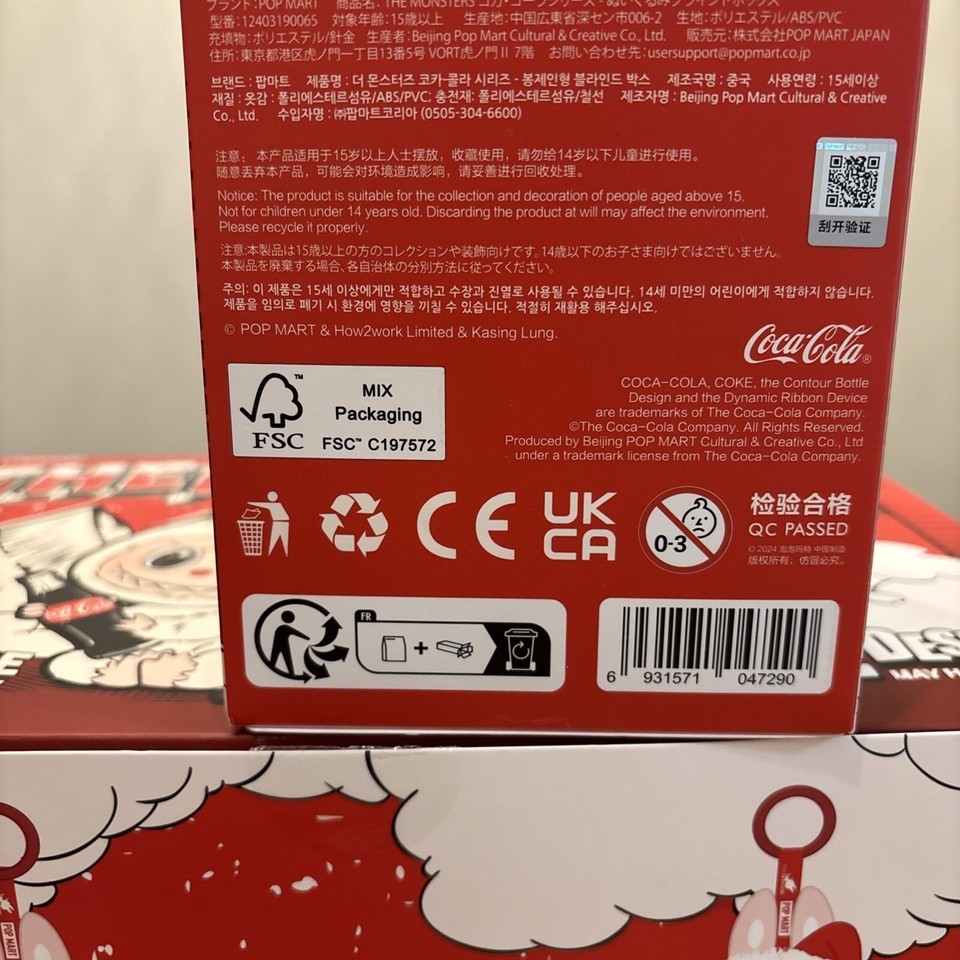 ブランド：POP MART 商品名：THE MONSTERS コカ・コーラシリーズ - ぬいぐるみブラインドボックス
型番：12403190065 対象年齢：15歳以上 生産地：中国広東省深セン市006-2 生地：ポリエステル/ABS/PVC
充填物：ポリエステル/針金 生産者：Beijing Pop Mart Cultural & Creative Co., Ltd. 販売元：株式会社POP MART JAPAN
住所：東京都港区虎ノ門一丁目13番5号 VORT虎ノ門II 7階 お問い合わせ先：usersupport@popmart.co.jp
브랜드 : 팝마트 제품명 : 더 몬스터즈 코카-콜라 시리즈 - 봉제인형 블라인드 박스 제조국명 : 중국 사용연령 : 15세이상
재질 : 옷감 : 폴리에스테르섬유/ABS/PVC; 충전재: 폴리에스테르섬유/철선 제조자명 : Beijing Pop Mart Cultural & Creative
Co., Ltd. 수입자명 : ㈜팝마트코리아 (0505-304-6600)
注意： 本产品适用于15岁以上人士摆放，收藏使用，请勿给14岁以下儿童进行使用。
随意丢弃本产品，可能会对环境造成影响，请妥善进行回收处理。
Notice: The product is suitable for the collection and decoration of people aged above 15.
Not for children under 14 years old. Discarding the product at will may affect the environment.
Please recycle it properly.
刮开验证
注意:本製品は15歳以上の方のコレクションや装飾向けです。14歳以下のお子さま向けではございません。
本製品を廃棄する場合、各自治体の分別方法に従ってください。
주의: 이 제품은 15세 이상에게만 적합하고 수장과 진열로 사용될 수 있습니다. 14세 미만의 어린이에게 적합하지 않습니다.
제품을 임의로 폐기 시 환경에 영향을 끼칠 수 있습니다. 적절히 재활용 해주십시오.
© POP MART & How2work Limited & Kasing Lung.
Coca-Cola®
COCA-COLA, COKE, the Contour Bottle
Design and the Dynamic Ribbon Device
are trademarks of The Coca-Cola Company.
©The Coca-Cola Company. All Rights Reserved.
Produced by Beijing POP MART Cultural & Creative Co., Ltd
under a trademark license from The Coca-Cola Company.
FSC™
MIX
Packaging
FSC™ C197572
CE
UK
CA
0-3
检验合格
QC PASSED
© 2024 泡泡玛特 中国制造
版权所有，仿冒必究。
FR
6 931571 047290
Coca-Cola
DES
MAY H
POP MART
POP MART